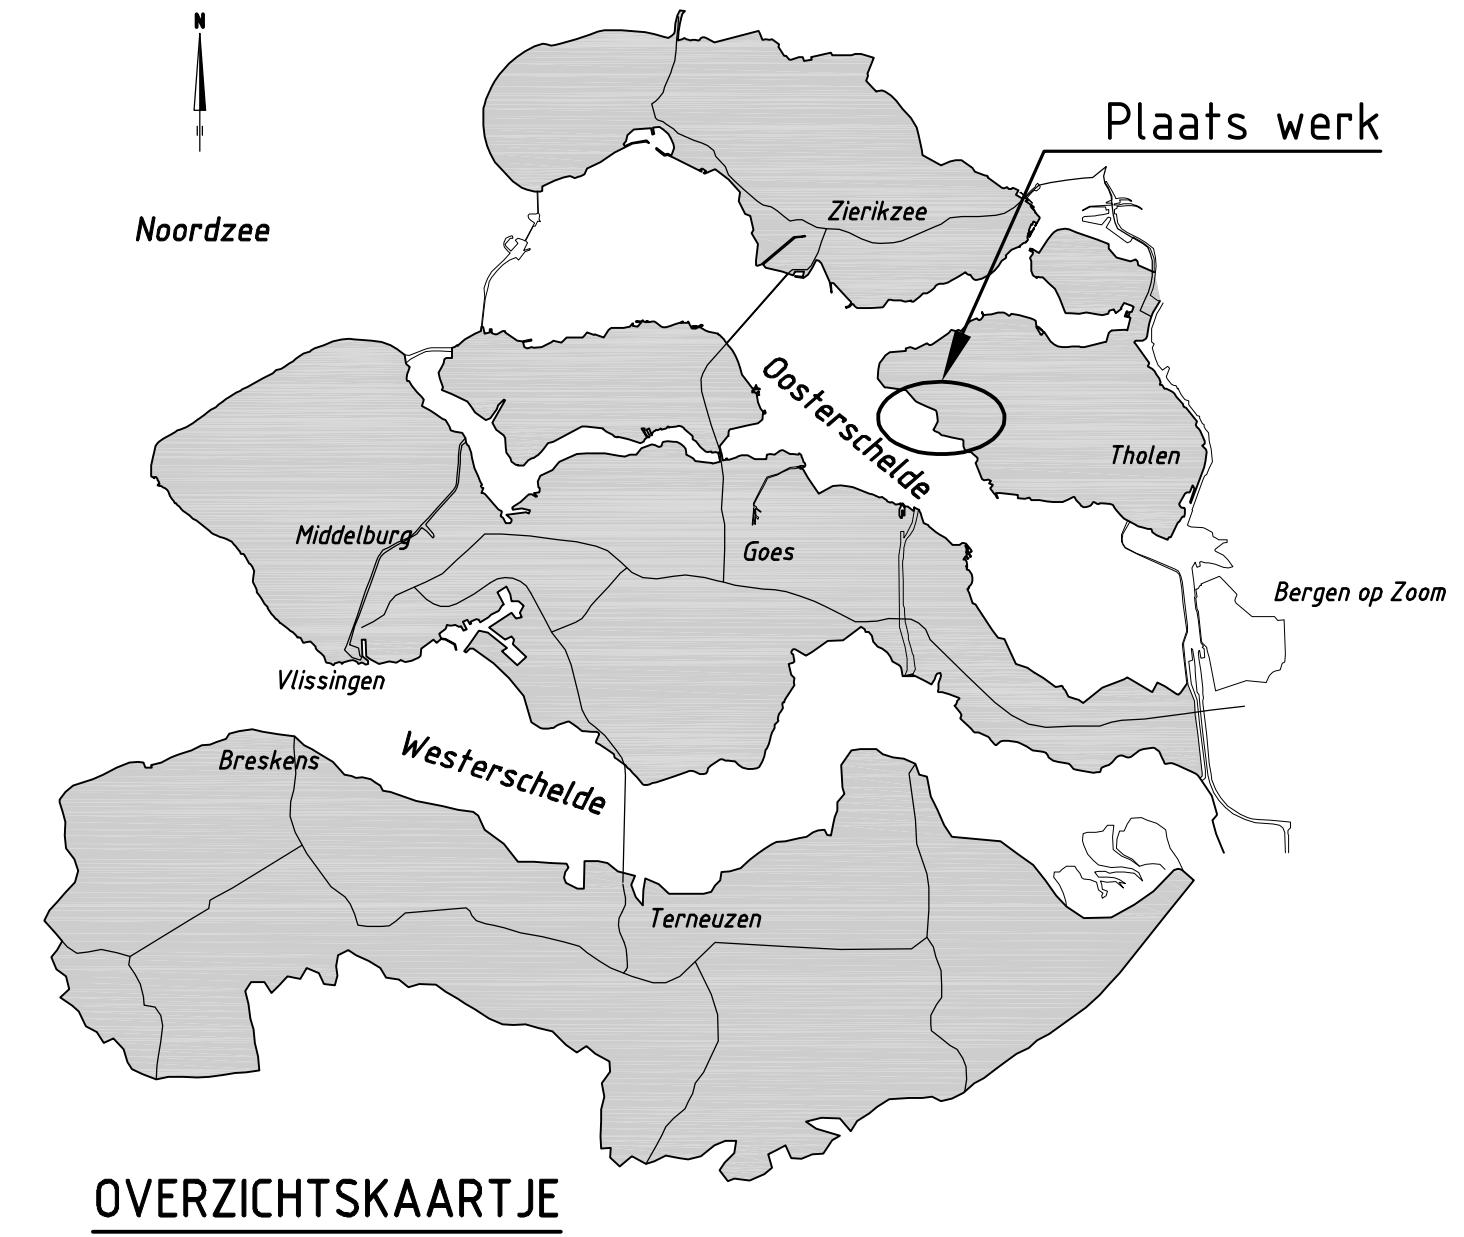 N
Plaats werk
Zierikzee
Noordzee
Oosterschelde
Tholen
Middelburg
Goes
Bergen op Zoom
Vlissingen
Westerschelde
Breskens
Terneuzen
OVERZICHTSKAARTJE